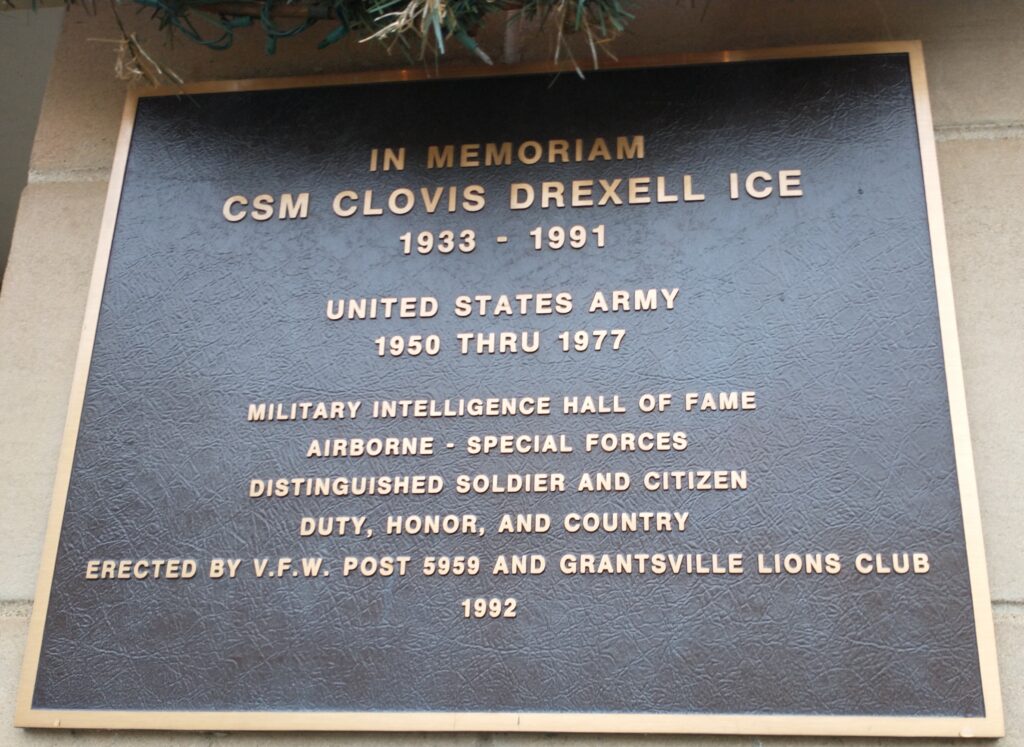 IN MEMORIAM
CSM CLOVIS DREXELL ICE
1933 - 1991
UNITED STATES ARMY
1950 THRU 1977
MILITARY INTELLIGENCE HALL OF FAME
AIRBORNE - SPECIAL FORCES
DISTINGUISHED SOLDIER AND CITIZEN
DUTY, HONOR, AND COUNTRY
ERECTED BY V.F.W. POST 5959 AND GRANTSVILLE LIONS CLUB
1992